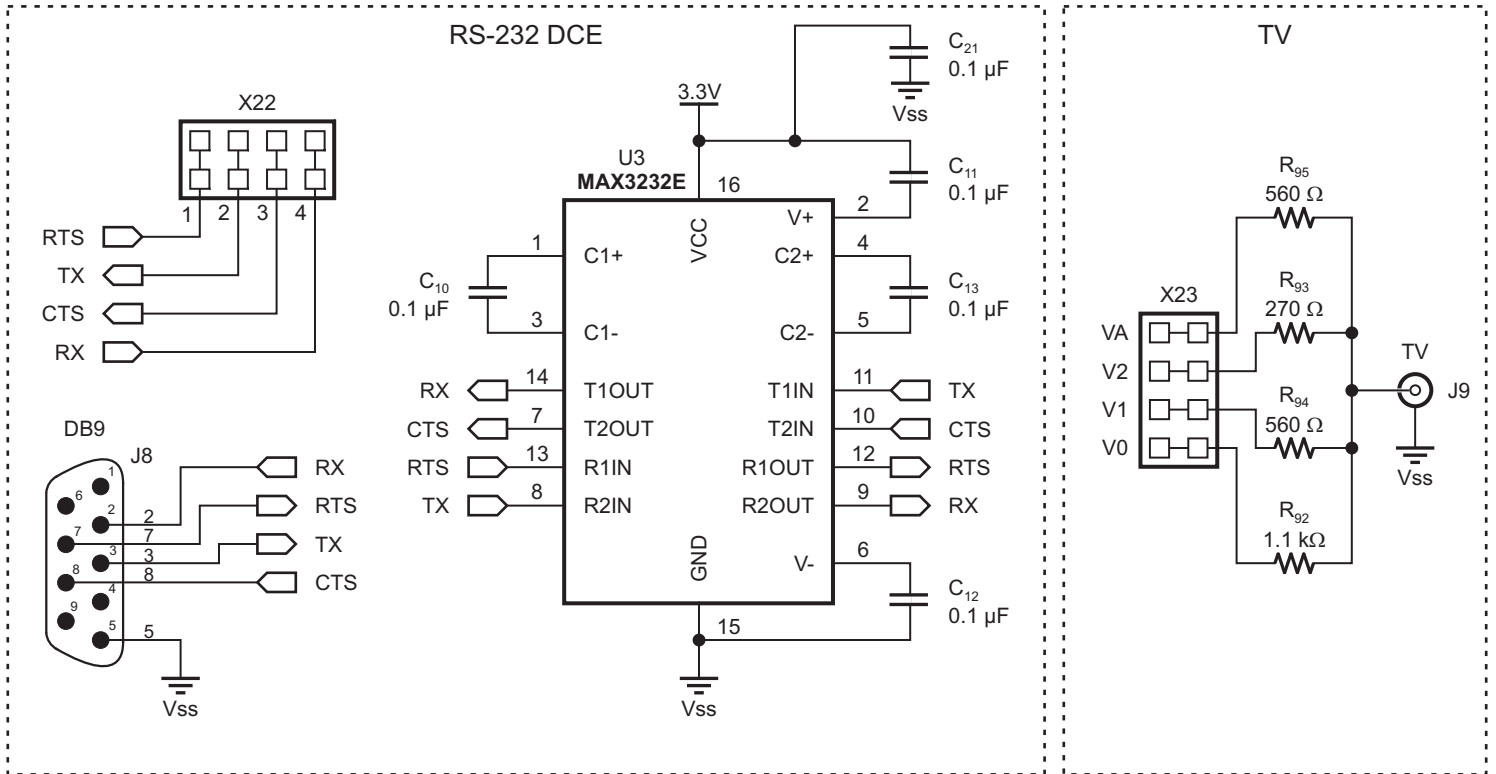 RS-232 DCE
TV
C21
0.1 µF
Vss
3.3V
X22
1 2 3 4
RTS
TX
CTS
RX
U3
MAX3232E
16
VCC
V+
2
C11
0.1 µF
1
C1+
C10
0.1 µF
3
C1-
C2+
4
C13
0.1 µF
C2-
5
RX
14
T1OUT
T1IN
11
TX
CTS
7
T2OUT
T2IN
10
CTS
RTS
13
R1IN
R1OUT
12
RTS
TX
8
R2IN
R2OUT
9
RX
GND
V-
6
C12
0.1 µF
15
Vss
DB9
J8
1
6
2
7
3
8
4
9
5
2
7
3
8
5
RX
RTS
TX
CTS
Vss
R95
560 Ω
R93
270 Ω
X23
VA
V2
V1
V0
R94
560 Ω
R92
1.1 kΩ
TV
J9
Vss